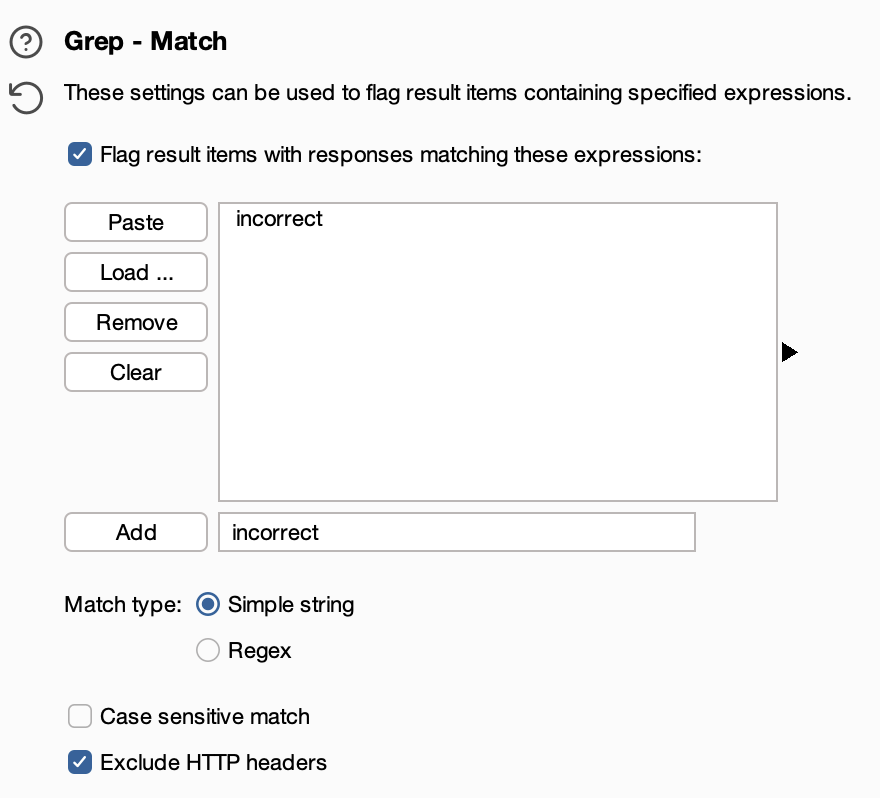 Grep - Match
These settings can be used to flag result items containing specified expressions.
Flag result items with responses matching these expressions:
Paste
incorrect
Load ...
Remove
Clear
Add
incorrect
Match type:
Simple string
Regex
Case sensitive match
Exclude HTTP headers